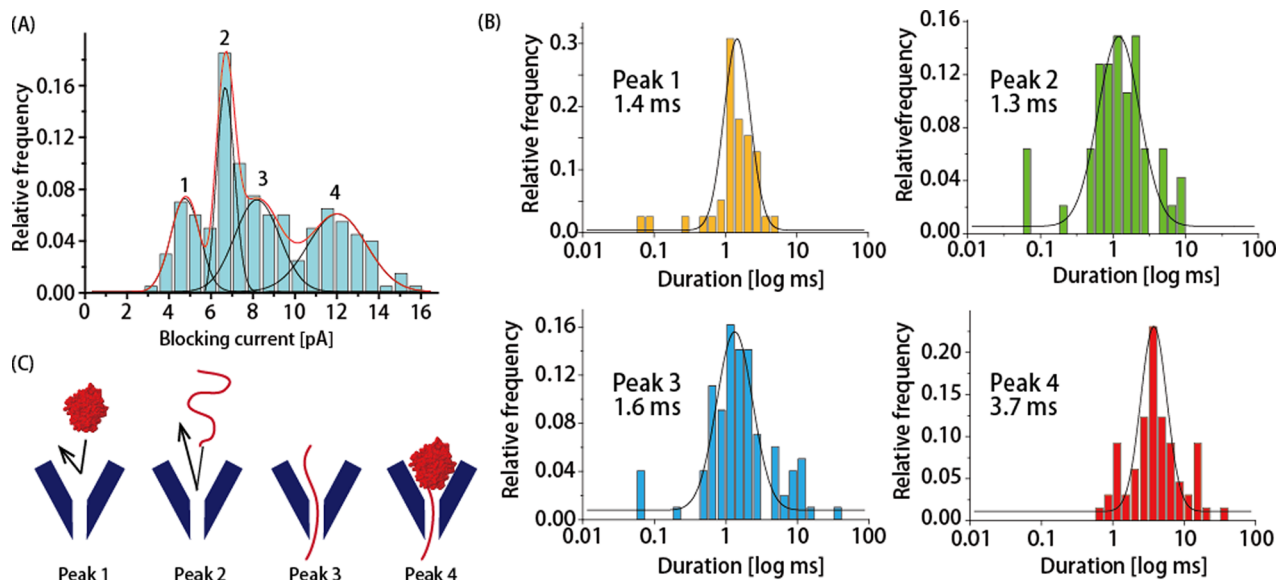 (A)
Relative frequency
0.16
0.12
0.08
0.04
0.00
1
2
3
4
0 2 4 6 8 10 12 14 16
Blocking current [pA]
(B)
Relative frequency
0.3
0.2
0.1
0.0
Peak 1
1.4 ms
0.01 0.1 1 10 100
Duration [log ms]
Relativefrequency
0.16
0.12
0.08
0.04
0.00
Peak 2
1.3 ms
0.01 0.1 1 10 100
Duration [log ms]
Relative frequency
0.16
0.12
0.08
0.04
0.00
Peak 3
1.6 ms
0.01 0.1 1 10 100
Duration [log ms]
Relative frequency
0.20
0.15
0.10
0.05
0.00
Peak 4
3.7 ms
0.01 0.1 1 10 100
Duration [log ms]
(C)
Peak 1 Peak 2 Peak 3 Peak 4